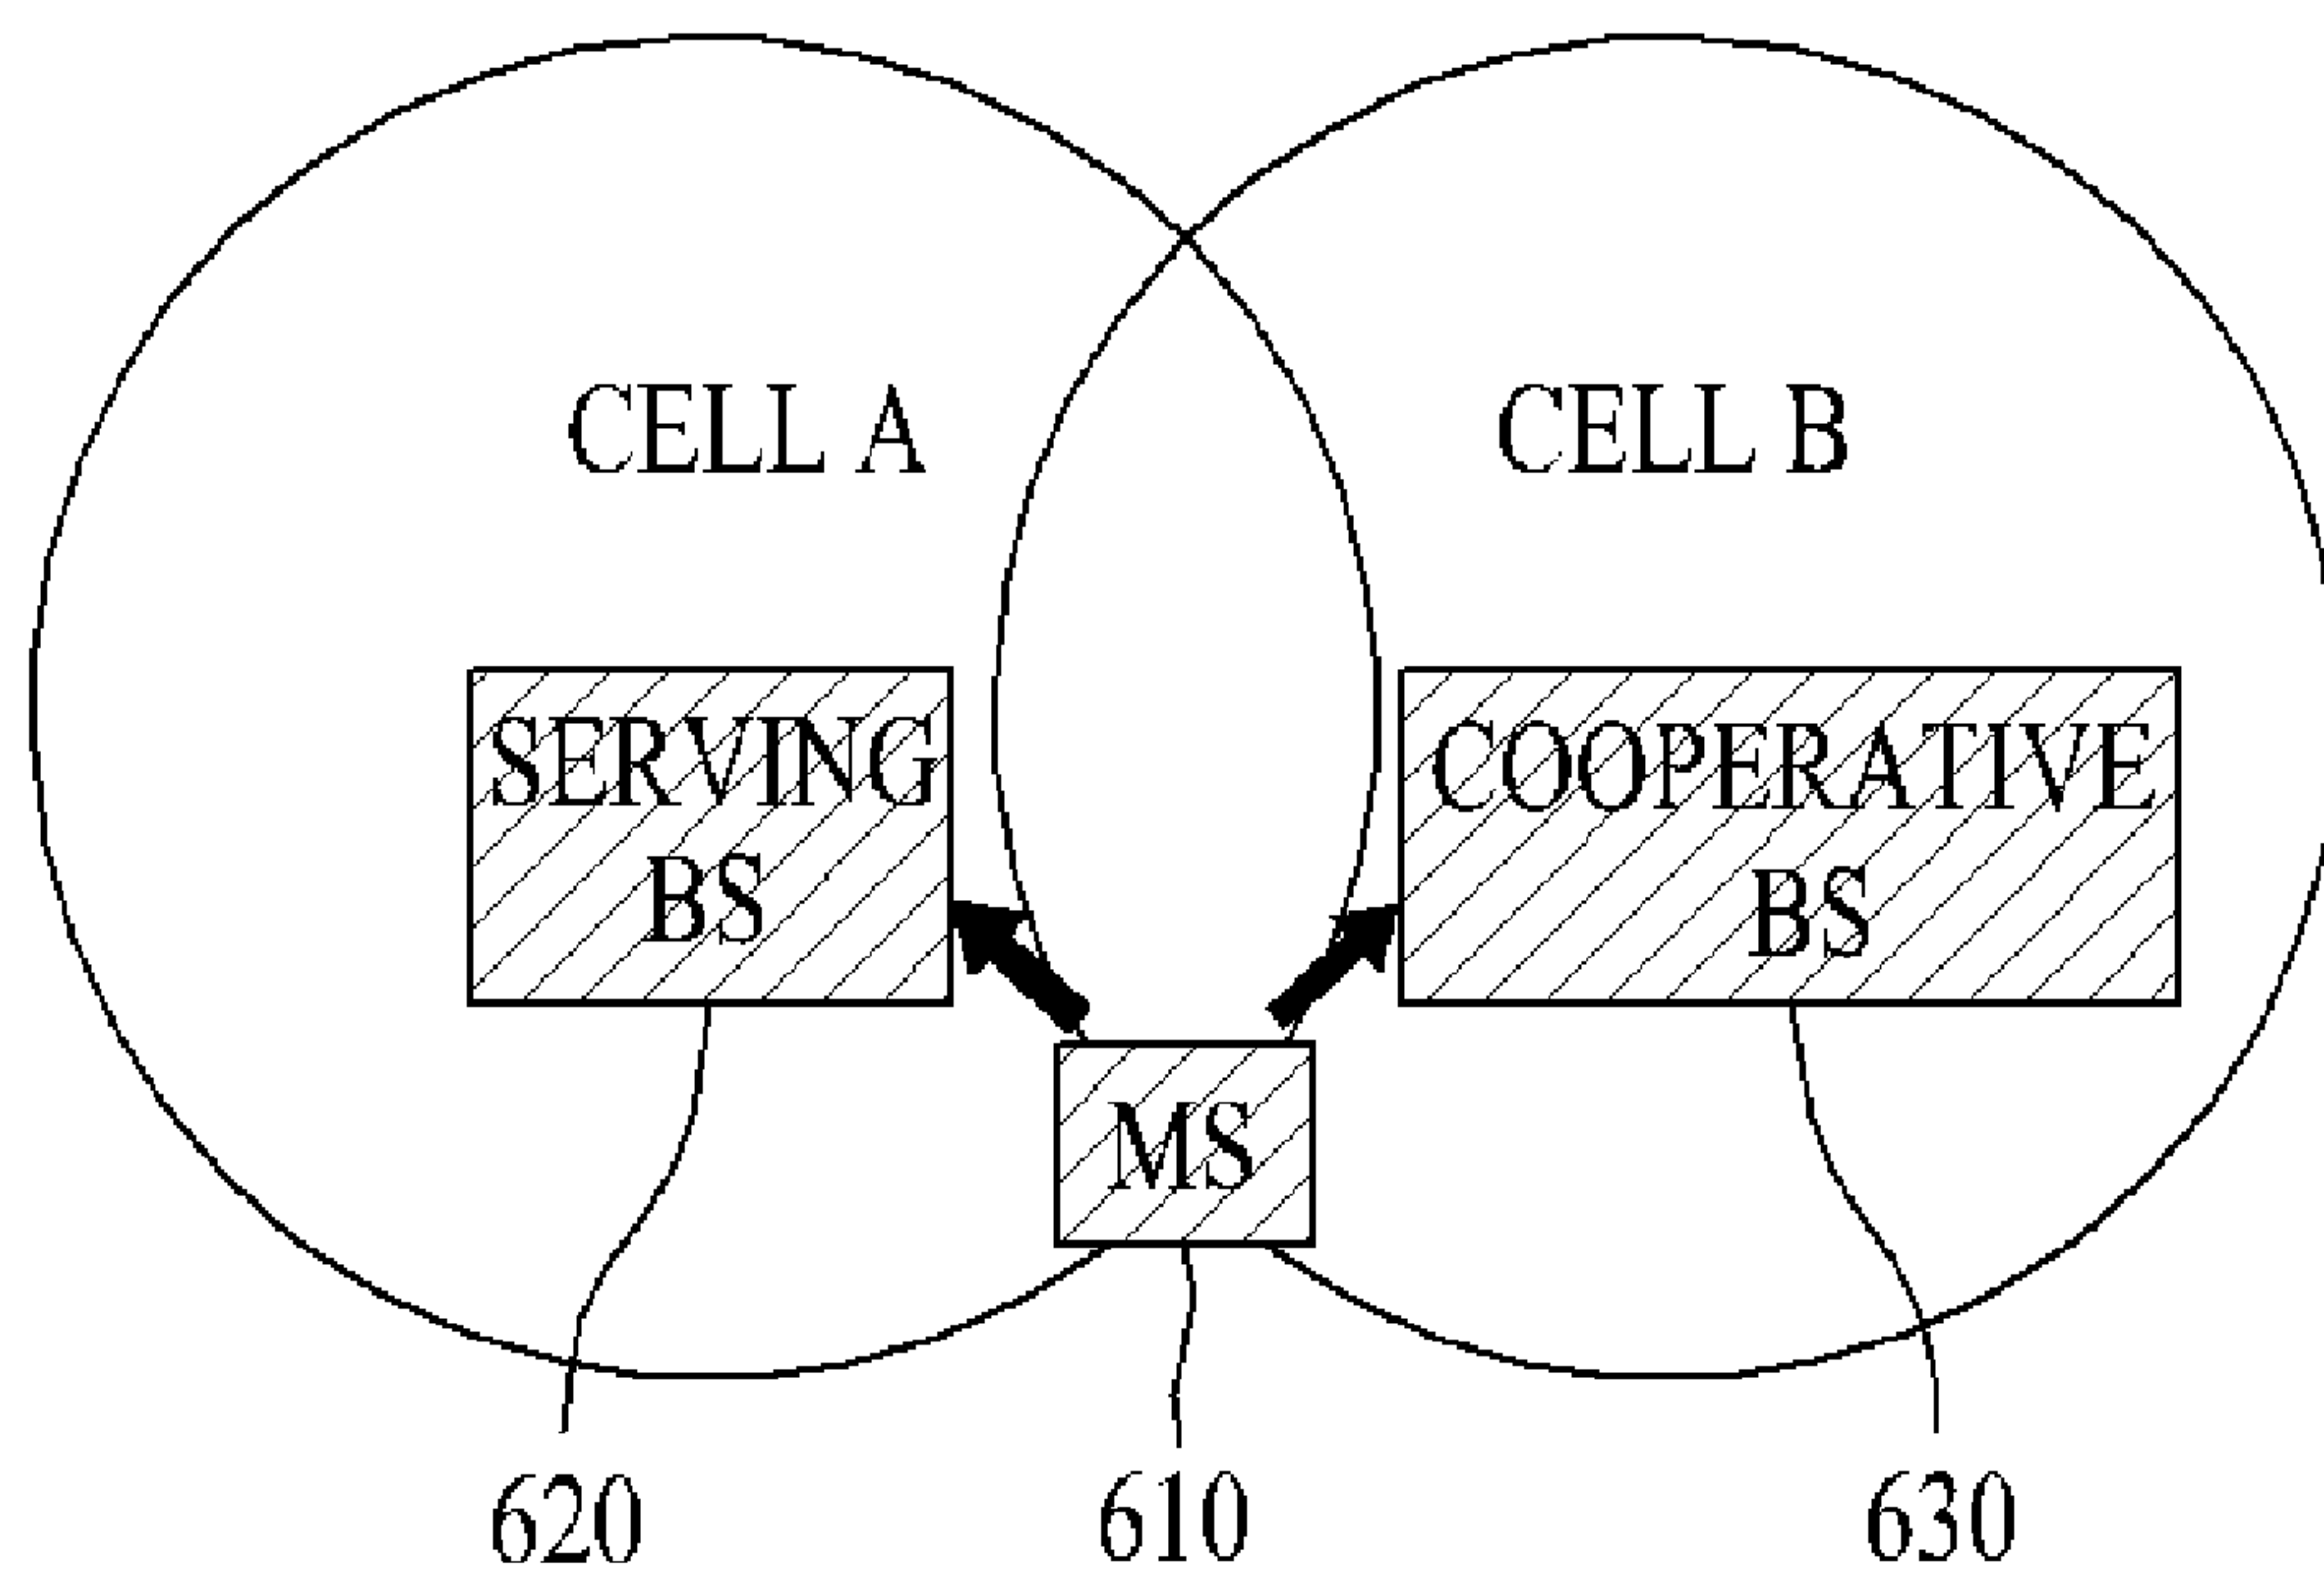 CELL A
CELL B
SERVING
BS
COOPERATIVE
BS
MS
620
610
630